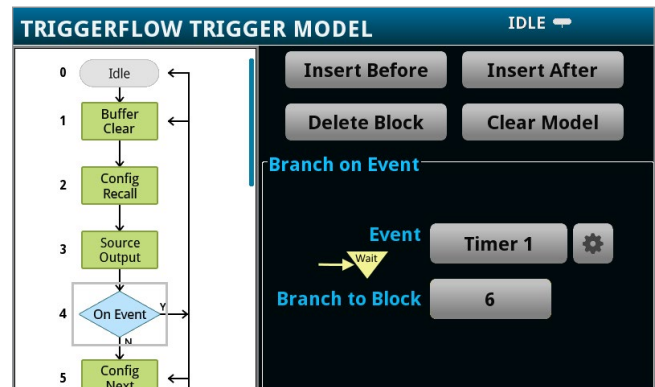 TRIGGERFLOW TRIGGER MODEL
IDLE
0
Idle
1
Buffer
Clear
2
Config
Recall
3
Source
Output
4
On Event
Y
N
5
Config
Next
Insert Before
Insert After
Delete Block
Clear Model
Branch on Event
Event
Timer 1
Wait
Branch to Block
6